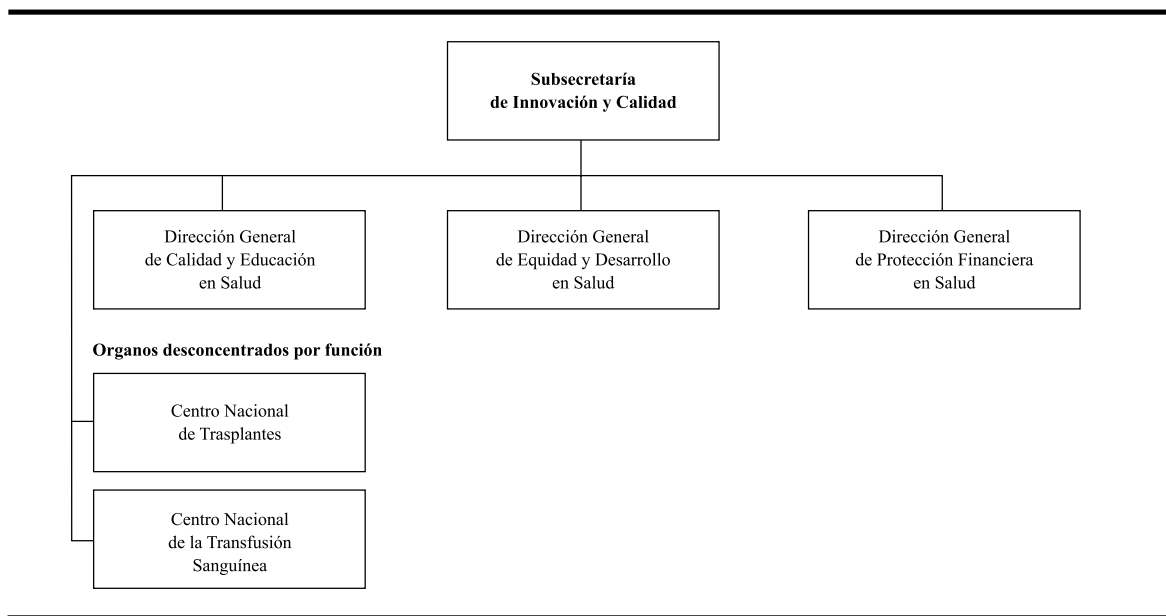 Subsecretaría
de Innovación y Calidad
Dirección General
de Calidad y Educación
en Salud
Dirección General
de Equidad y Desarrollo
en Salud
Dirección General
de Protección Financiera
en Salud
Organos desconcentrados por función
Centro Nacional
de Trasplantes
Centro Nacional
de la Transfusión
Sanguínea